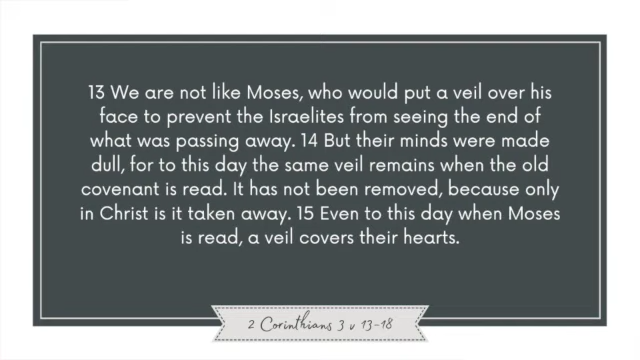 13 We are not like Moses, who would put a veil over his
face to prevent the Israelites from seeing the end of
what was passing away. 14 But their minds were made
dull, for to this day the same veil remains when the old
covenant is read. It has not been removed, because only
in Christ is it taken away. 15 Even to this day when Moses
is read, a veil covers their hearts.
2 Corinthians 3 v 13-18